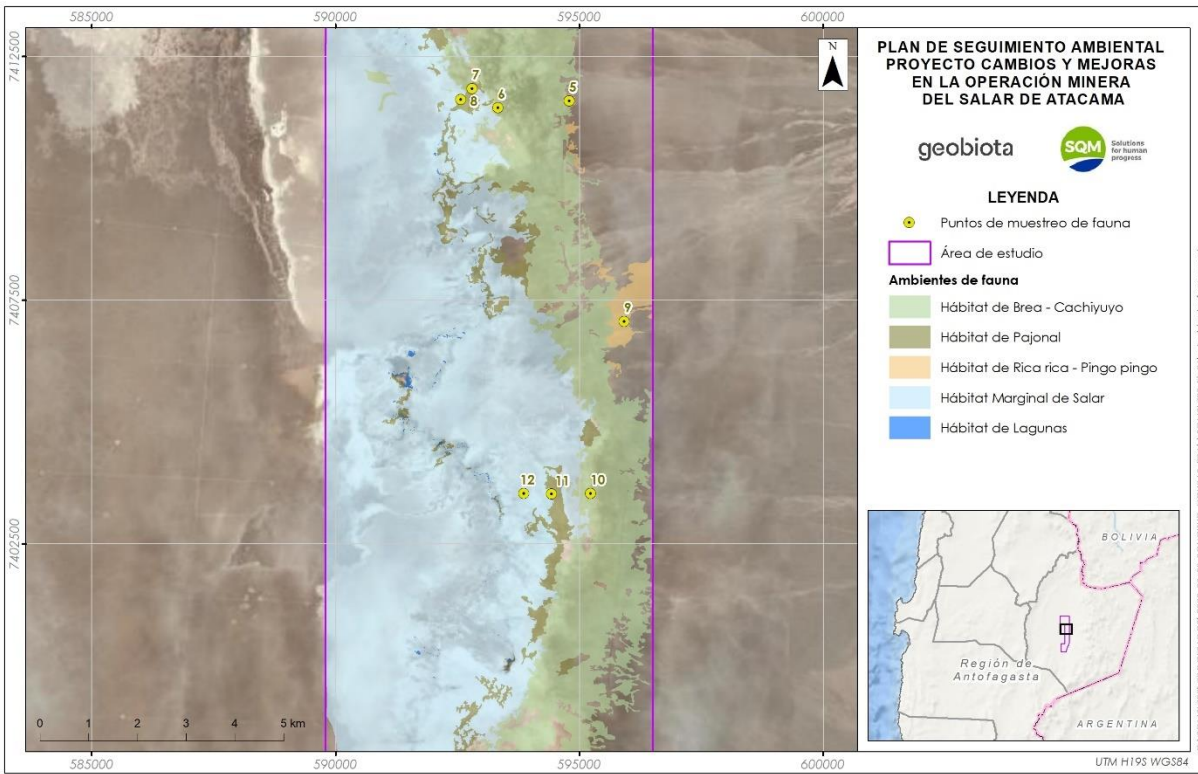 585000
590000
595000
600000
7412500
7407500
7402500
7
8
6
5
9
12
11
10
0
1
2
3
4
5 km
585000
590000
595000
600000
N
PLAN DE SEGUIMIENTO AMBIENTAL
PROYECTO CAMBIOS Y MEJORAS
EN LA OPERACIÓN MINERA
DEL SALAR DE ATACAMA
geobiota
SQM
Solutions
for human
progress
LEYENDA
Puntos de muestreo de fauna
Área de estudio
Ambientes de fauna
Hábitat de Brea - Cachiyuyo
Hábitat de Pajonal
Hábitat de Rica rica - Pingo pingo
Hábitat Marginal de Salar
Hábitat de Lagunas
BOLIVIA
Región de
Antofagasta
ARGENTINA
UTM H19S WGS84